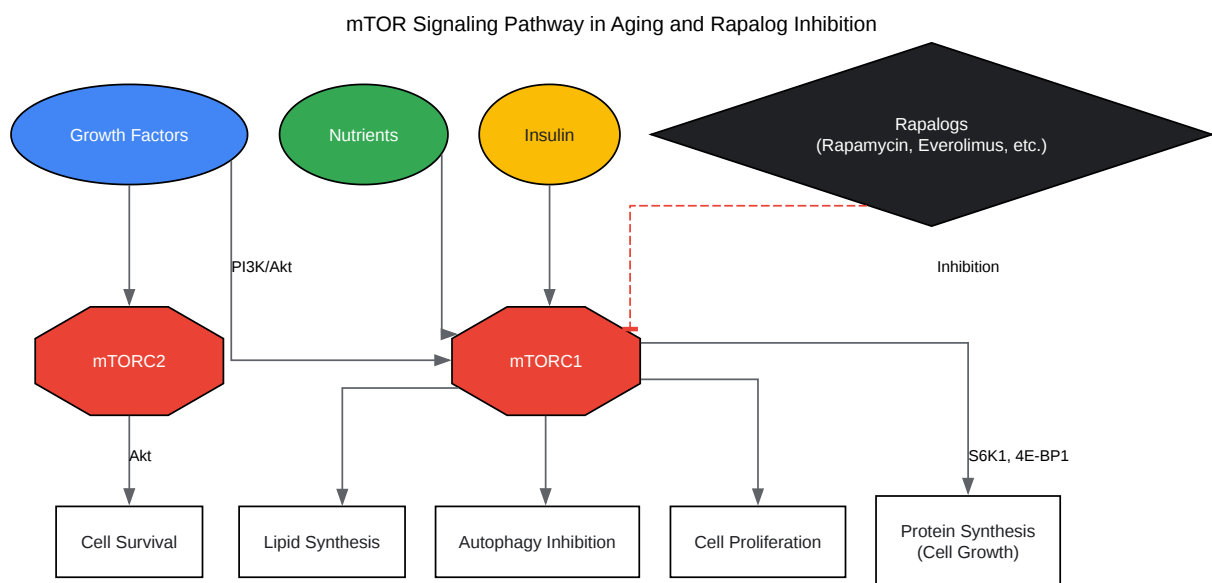 mTOR Signaling Pathway in Aging and Rapalog Inhibition
Growth Factors
Nutrients
Insulin
Rapalogs
(Rapamycin, Everolimus, etc.)
PI3K/Akt
Inhibition
mTORC2
mTORC1
Akt
S6K1, 4E-BP1
Cell Survival
Lipid Synthesis
Autophagy Inhibition
Cell Proliferation
Protein Synthesis
(Cell Growth)